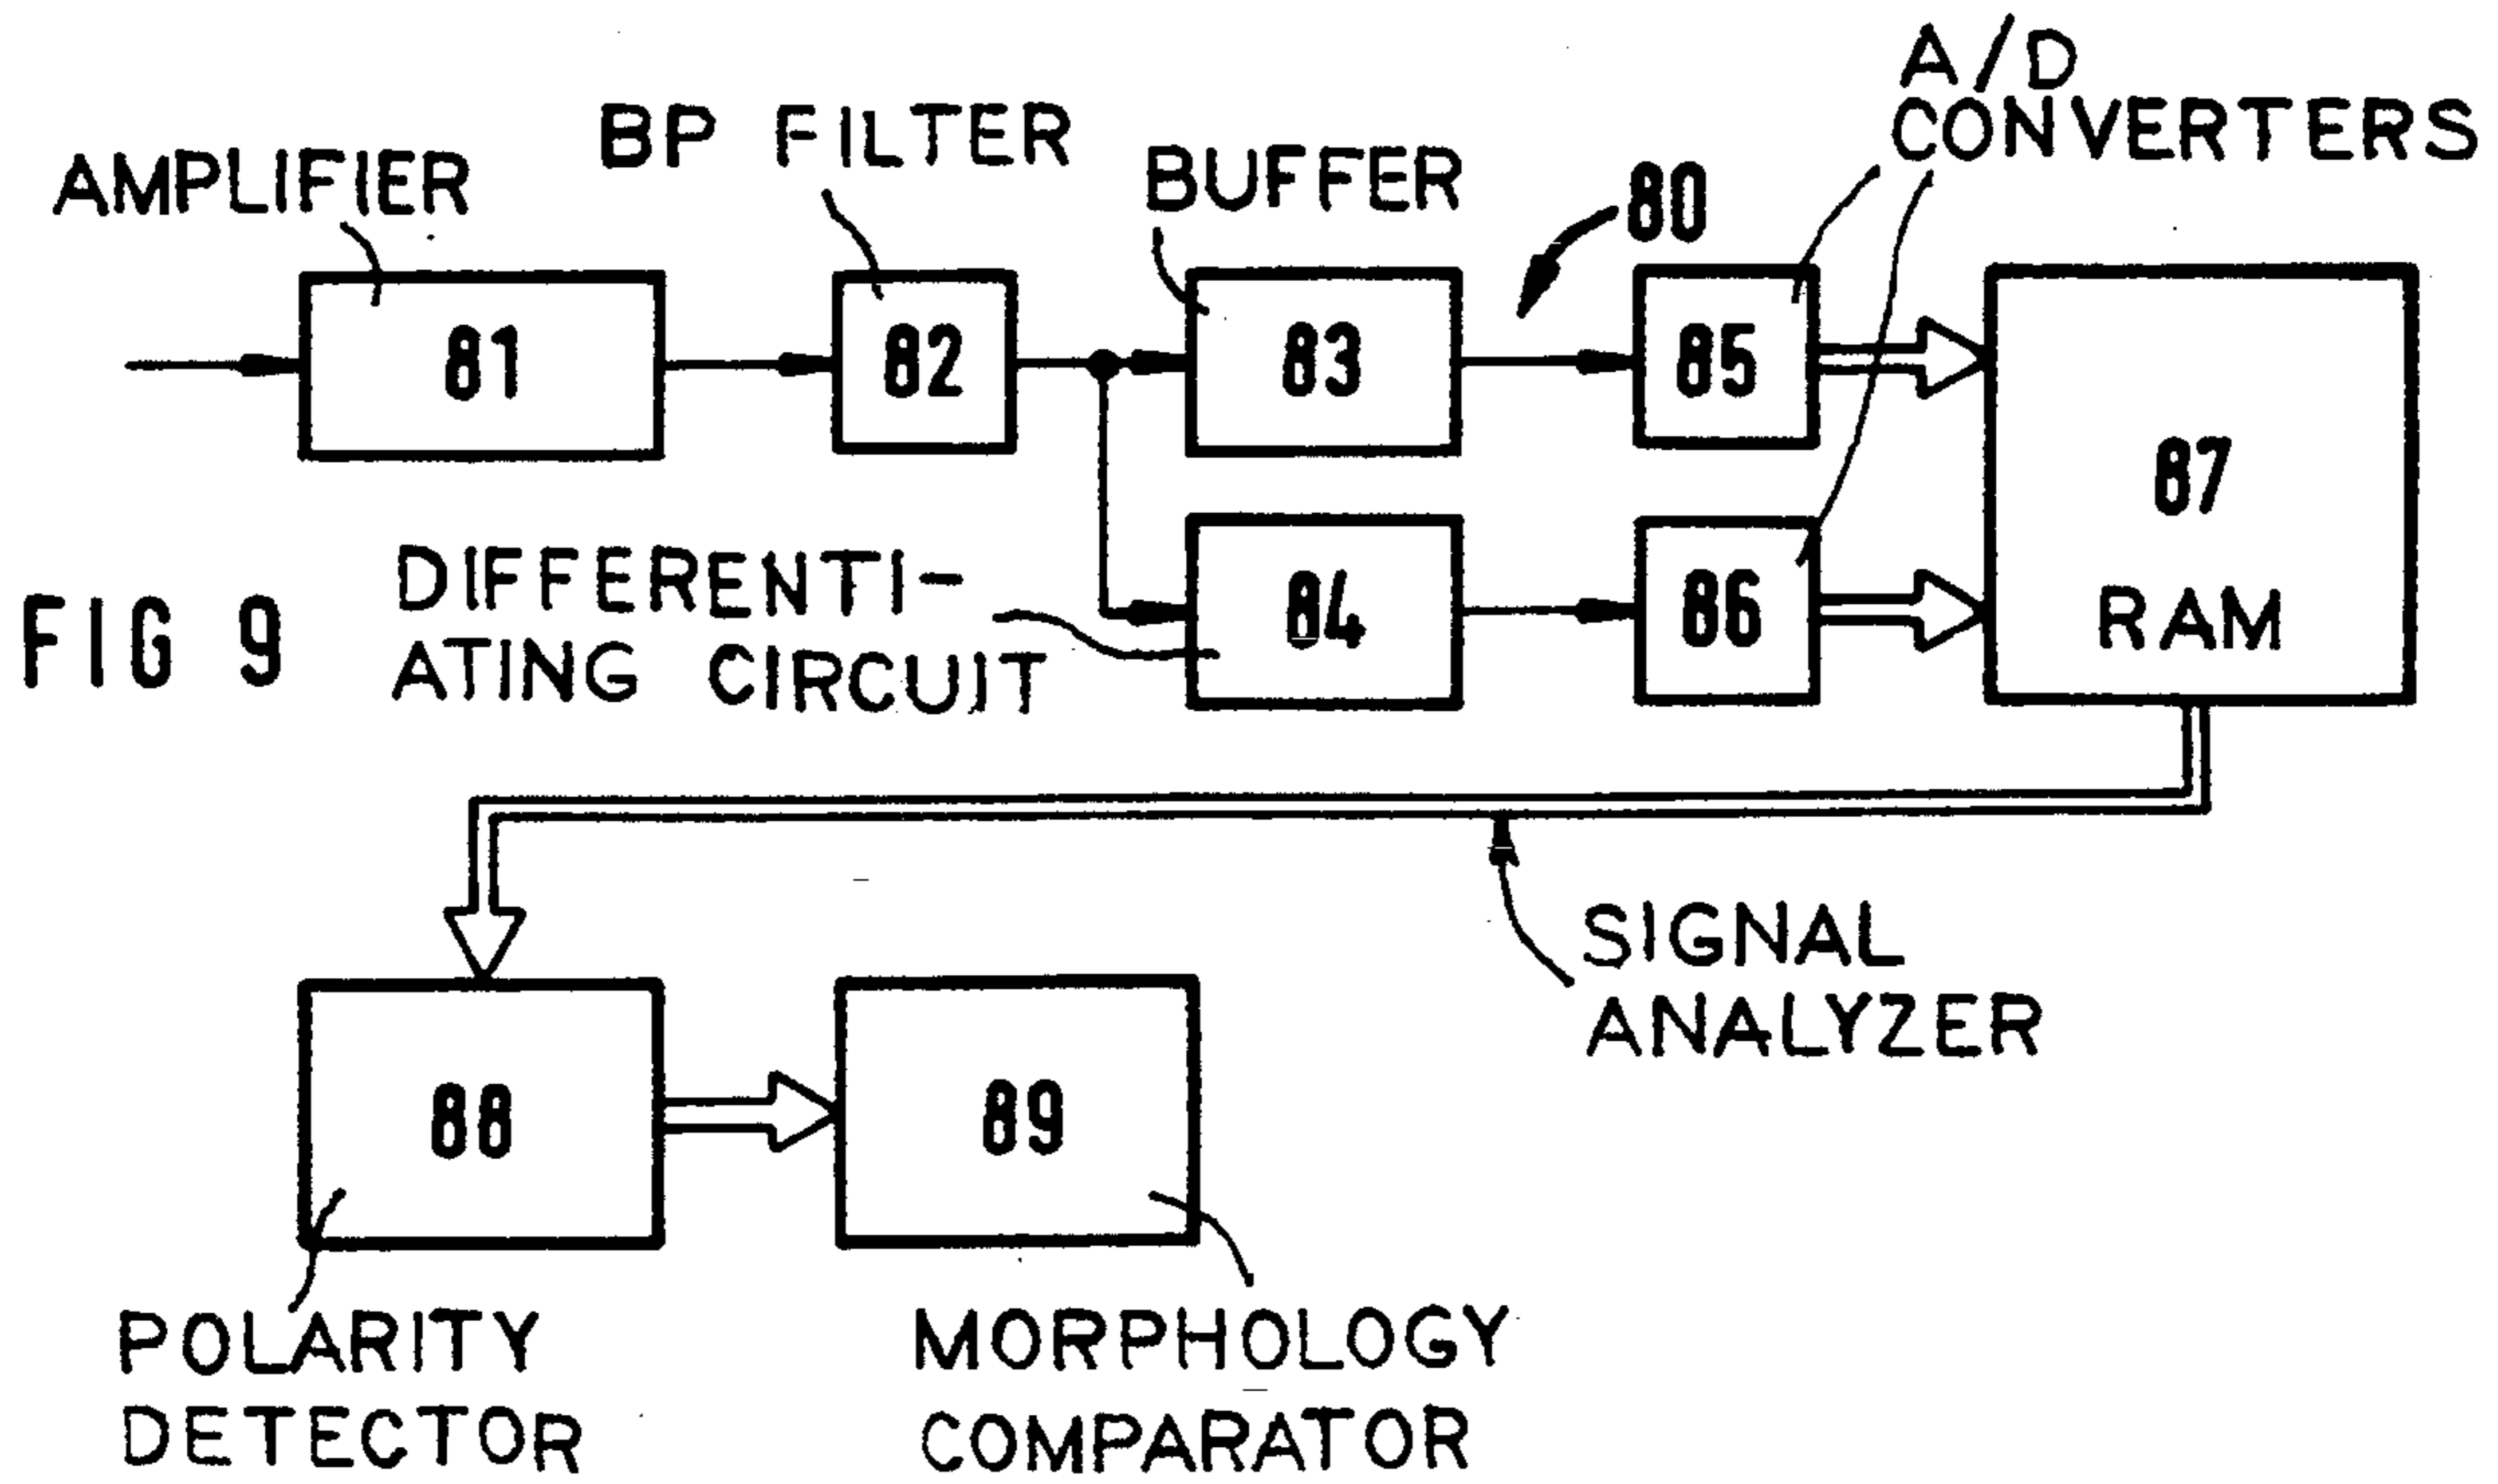 A/D
CONVERTERS
BP FILTER
AMPLIFIER
BUFFER
80
81
82
83
85
87
RAM
DIFFERENTI-
ATING CIRCUIT
84
86
FIG 9
SIGNAL
ANALYZER
88
89
POLARITY
DETECTOR
MORPHOLOGY
COMPARATOR